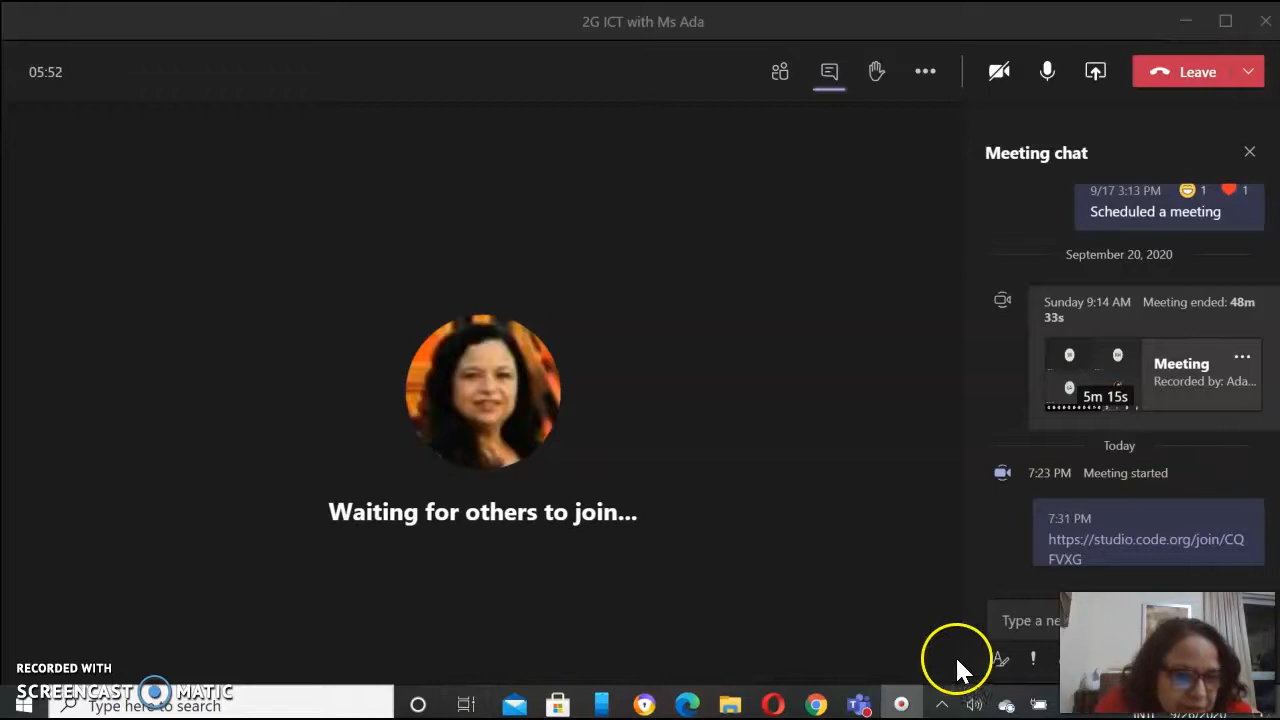 2G ICT with Ms Ada
05:52
Leave
Meeting chat
9/17 3:13 PM 1 1
Scheduled a meeting
September 20, 2020
Sunday 9:14 AM Meeting ended: 48m
33s
Meeting
Recorded by: Ada...
5m 15s
Today
7:23 PM Meeting started
7:31 PM
https://studio.code.org/join/CQ
FVXG
Waiting for others to join...
Type a ne
RECORDED WITH
SCREENCAST MATIC
Type here to search
9/26/2020